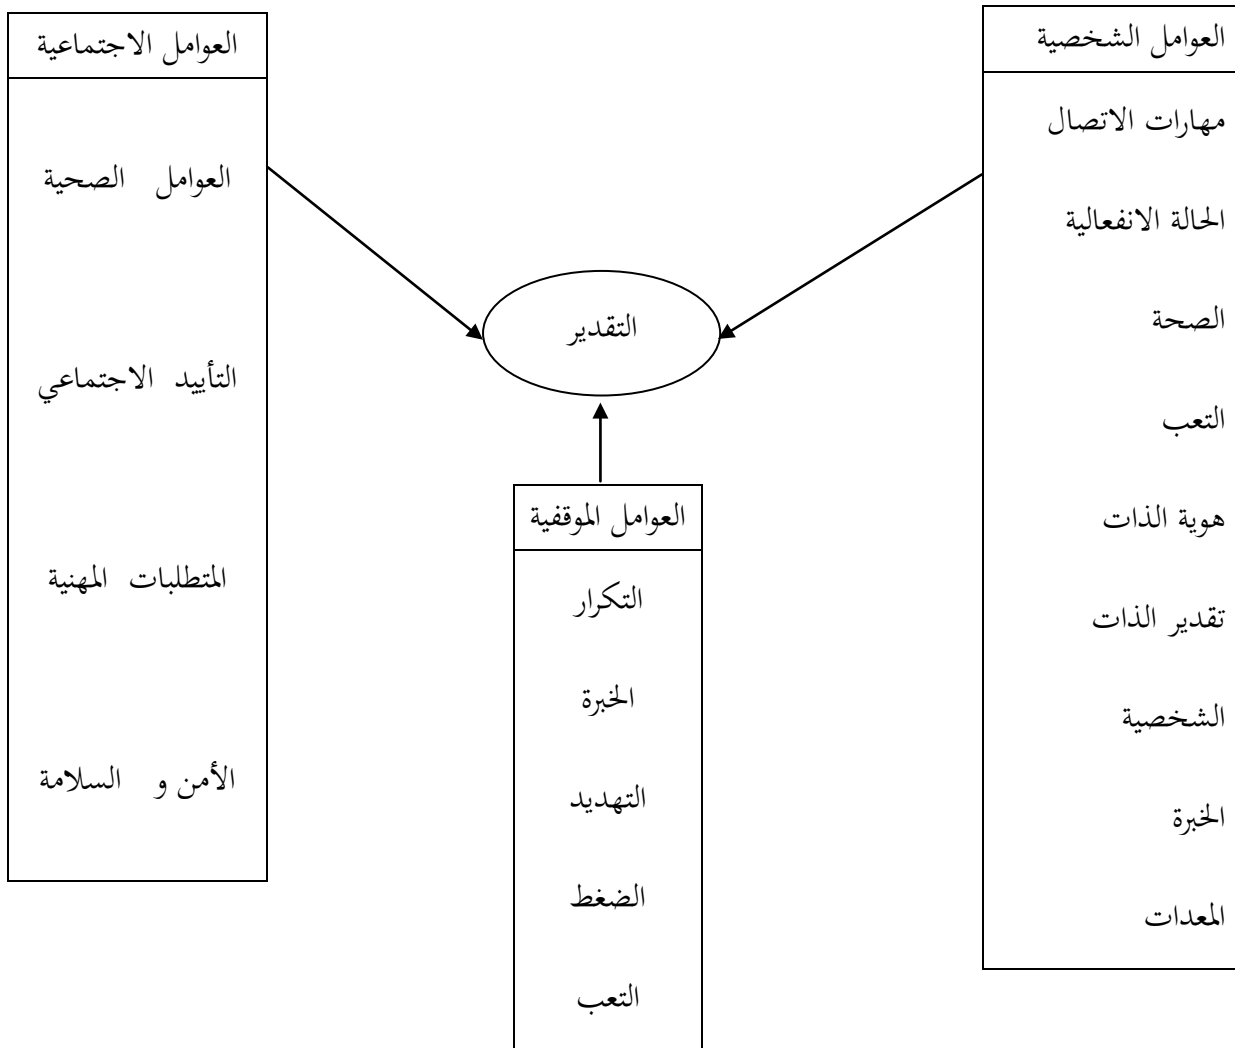 العوامل الشخصية
مهارات الاتصال
الحالة الانفعالية
الصحة
التعب
هوية الذات
تقدير الذات
الشخصية
الخبرة
المعدات
التقدير
العوامل الموقفية
التكرار
الخبرة
التهديد
الضغط
التعب
العوامل الاجتماعية
العوامل الصحية
التأييد الاجتماعي
المتطلبات المهنية
الأمن و السلامة